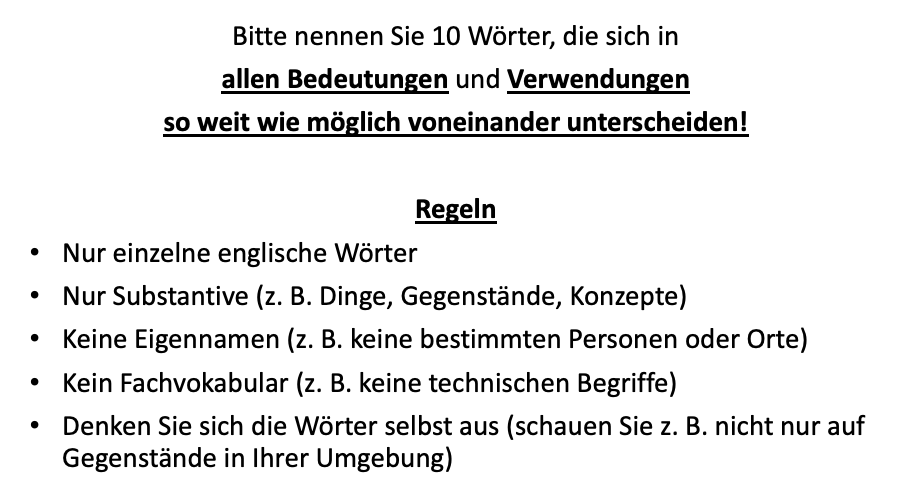 Bitte nennen Sie 10 Wörter, die sich in
allen Bedeutungen und Verwendungen
so weit wie möglich voneinander unterscheiden!
Regeln
• Nur einzelne englische Wörter
• Nur Substantive (z. B. Dinge, Gegenstände, Konzepte)
• Keine Eigennamen (z. B. keine bestimmten Personen oder Orte)
• Kein Fachvokabular (z. B. keine technischen Begriffe)
• Denken Sie sich die Wörter selbst aus (schauen Sie z. B. nicht nur auf
Gegenstände in Ihrer Umgebung)